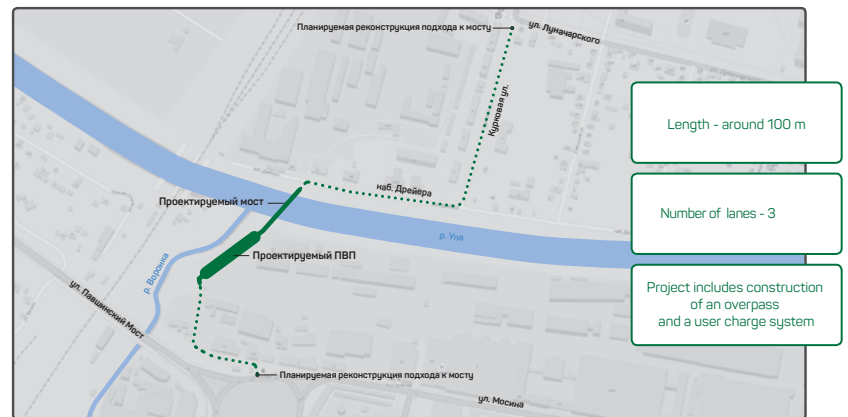 Планируемая реконструкция подхода к мосту
ул. Луначарского
Курковая ул.
Length - around 100 m
наб. Дрейера
Проектируемый мост
Number of lanes - 3
р. Упа
Проектируемый ПВП
р. Воронка
Project includes construction
of an overpass
and a user charge system
ул. Павшинский Мост
Планируемая реконструкция подхода к мосту
ул. Мосина